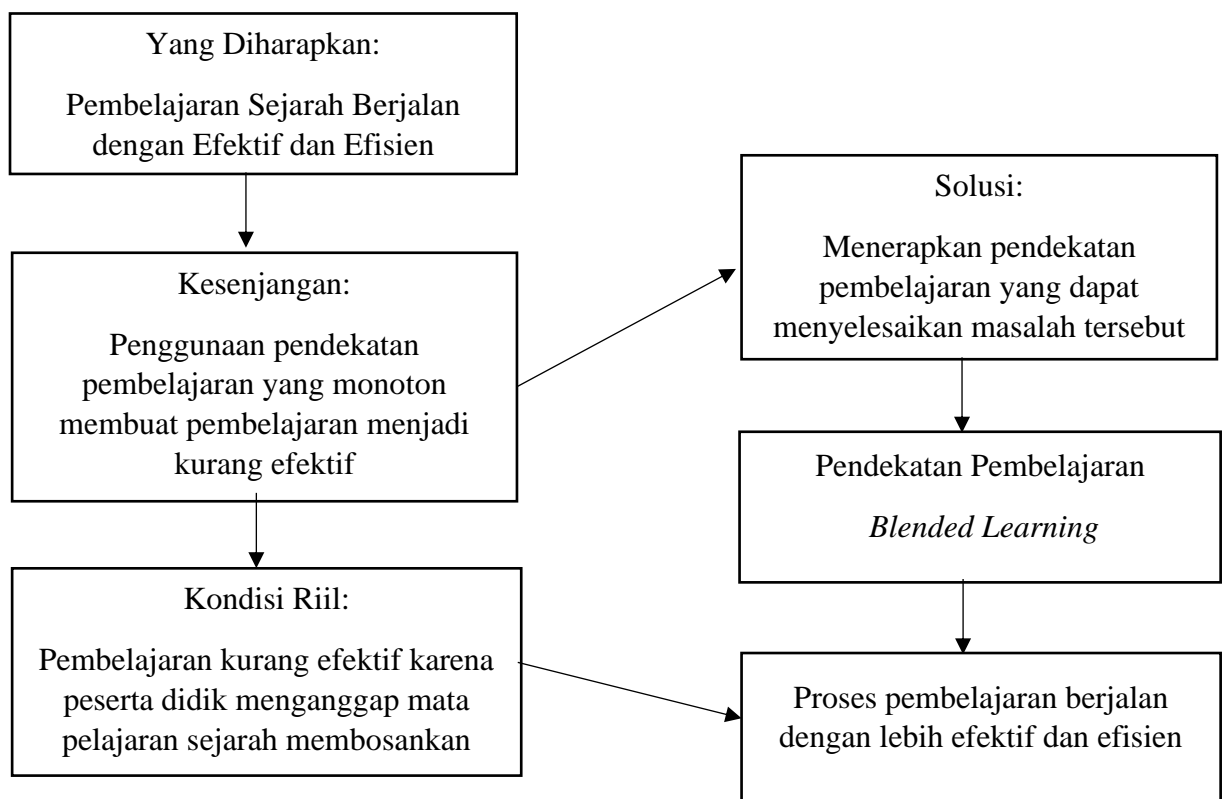 Yang Diharapkan:
Pembelajaran Sejarah Berjalan
dengan Efektif dan Efisien
Kesenjangan:
Penggunaan pendekatan
pembelajaran yang monoton
membuat pembelajaran menjadi
kurang efektif
Kondisi Riil:
Pembelajaran kurang efektif karena
peserta didik menganggap mata
pelajaran sejarah membosankan
Solusi:
Menerapkan pendekatan
pembelajaran yang dapat
menyelesaikan masalah tersebut
Pendekatan Pembelajaran
Blended Learning
Proses pembelajaran berjalan
dengan lebih efektif dan efisien